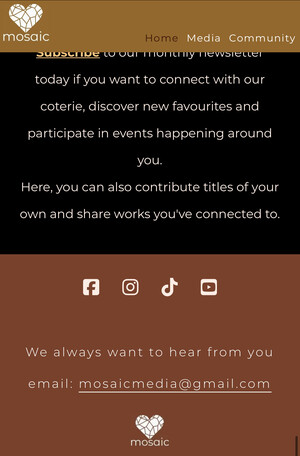 mosaic
Home Media Community
Subscribe to our monthly newsletter
today if you want to connect with our
coterie, discover new favourites and
participate in events happening around
you.
Here, you can also contribute titles of your
own and share works you've connected to.
We always want to hear from you
email: mosaicmedia@gmail.com
mosaic